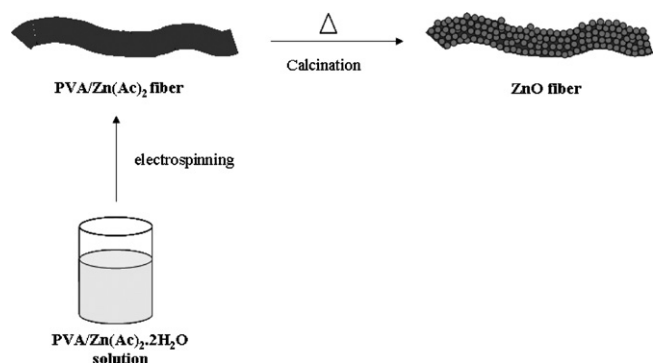 Δ
Calcination
PVA/Zn(Ac)₂ fiber
ZnO fiber
electrospinning
PVA/Zn(Ac)₂.2H₂O
solution